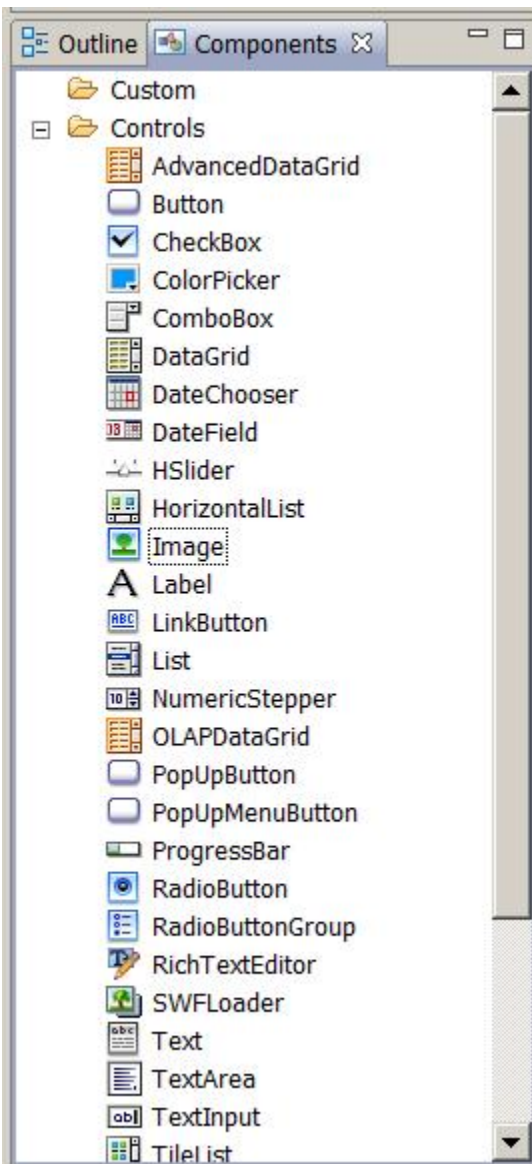 Outline Components
Custom
Controls
AdvancedDataGrid
Button
CheckBox
ColorPicker
ComboBox
DataGrid
DateChooser
DateField
HSlider
HorizontalList
Image
Label
LinkButton
List
NumericStepper
OLAPDataGrid
PopUpButton
PopUpMenuButton
ProgressBar
RadioButton
RadioButtonGroup
RichTextEditor
SWFLoader
Text
TextArea
TextInput
TileList